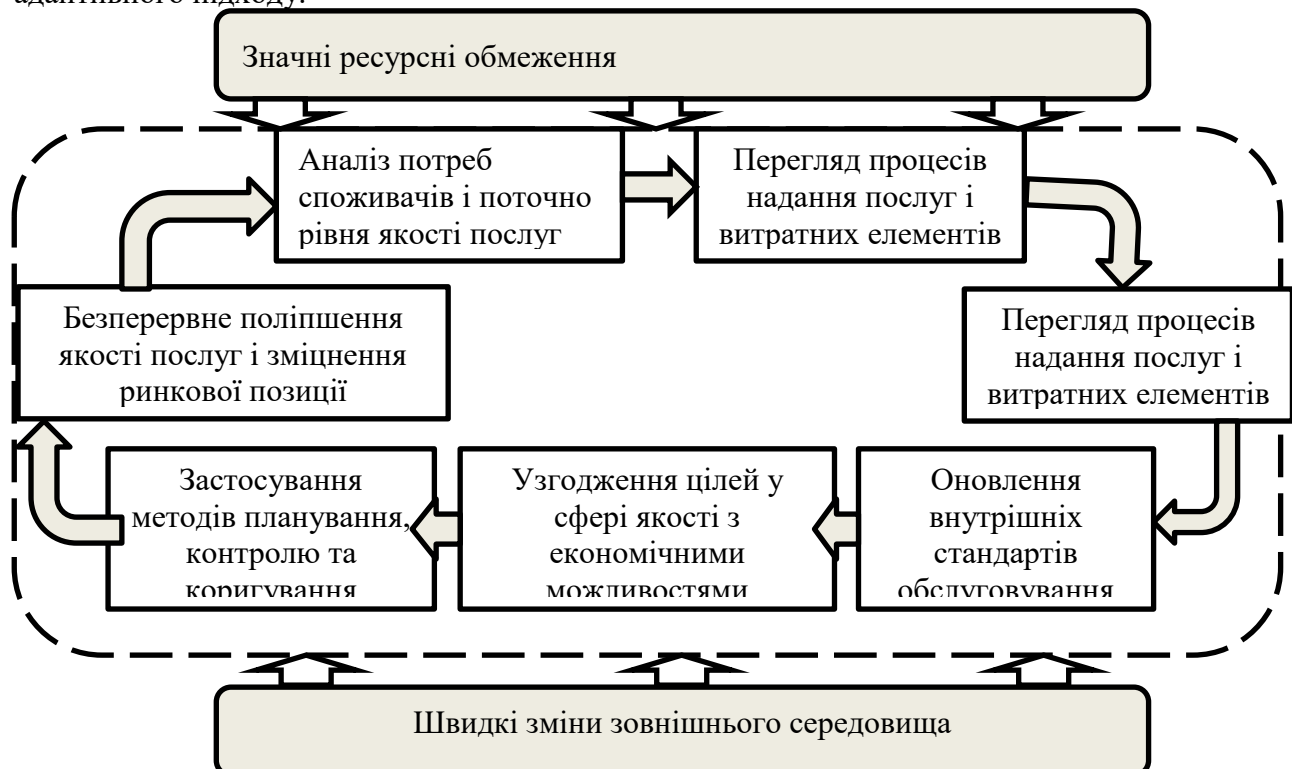 адаптивного підходу.
Значні ресурсні обмеження
Аналіз потреб
споживачів і поточно
рівня якості послуг
Перегляд процесів
надання послуг і
витратних елементів
Перегляд процесів
надання послуг і
витратних елементів
Оновлення
внутрішніх
стандартів
обслуговування
Узгодження цілей у
сфері якості з
економічними
можливостями
Застосування
методів планування,
контролю та
коригування
Безперервне поліпшення
якості послуг і зміцнення
ринкової позиції
Швидкі зміни зовнішнього середовища